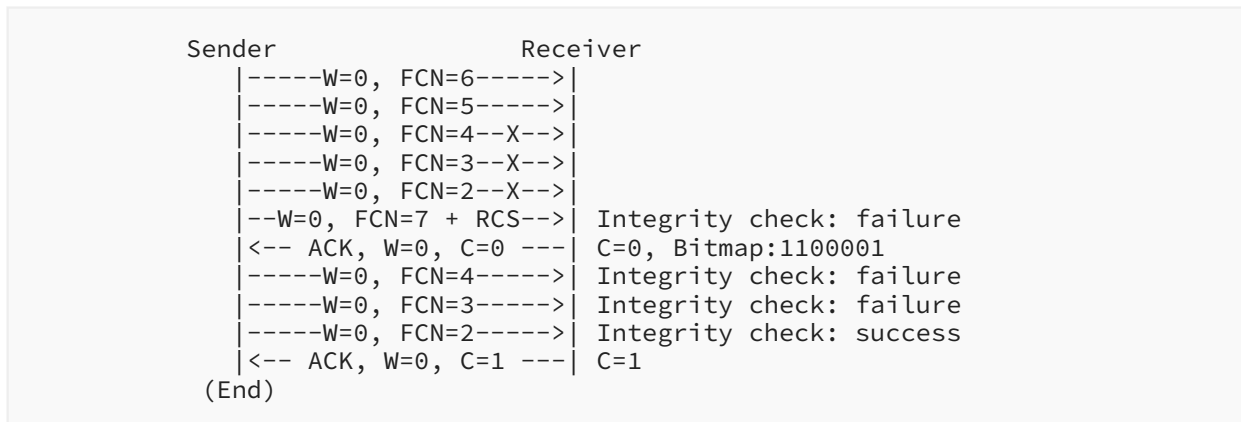 Sender                Receiver
|-----W=0, FCN=6----->|
|-----W=0, FCN=5----->|
|-----W=0, FCN=4--X-->|
|-----W=0, FCN=3--X-->|
|-----W=0, FCN=2--X-->|
|--W=0, FCN=7 + RCS-->| Integrity check: failure
|<-- ACK, W=0, C=0 ---| C=0, Bitmap:1100001
|-----W=0, FCN=4----->| Integrity check: failure
|-----W=0, FCN=3----->| Integrity check: failure
|-----W=0, FCN=2----->| Integrity check: success
|<-- ACK, W=0, C=1 ---| C=1
(End)